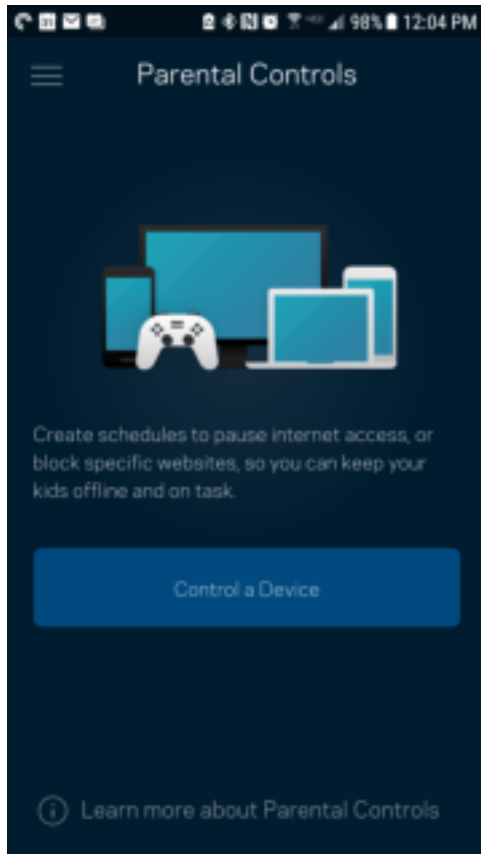 98% 12:04 PM
Parental Controls
Create schedules to pause internet access, or
block specific websites, so you can keep your
kids offline and on task.
Control a Device
Learn more about Parental Controls